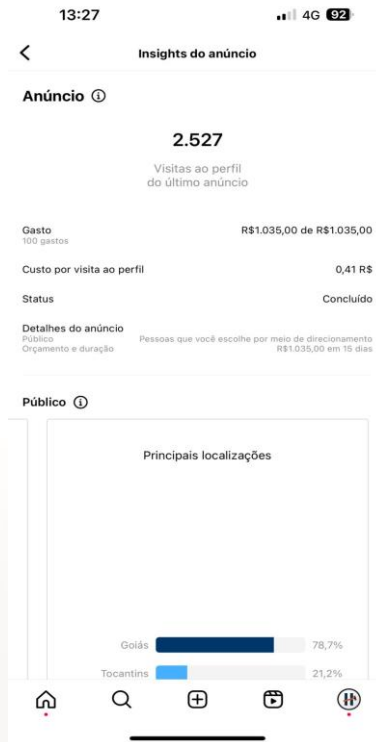 13:27 4G 92
Insights do anúncio
Anúncio
2.527
Visitas ao perfil
do último anúncio
Gasto R$1.035,00 de R$1.035,00
100 gastos
Custo por visita ao perfil 0,41 R$
Status Concluído
Detalhes do anúncio
Público Pessoas que você escolhe por meio de direcionamento
Orçamento e duração R$1.035,00 em 15 dias
Público
Principais localizações
Goiás 78,7%
Tocantins 21,2%